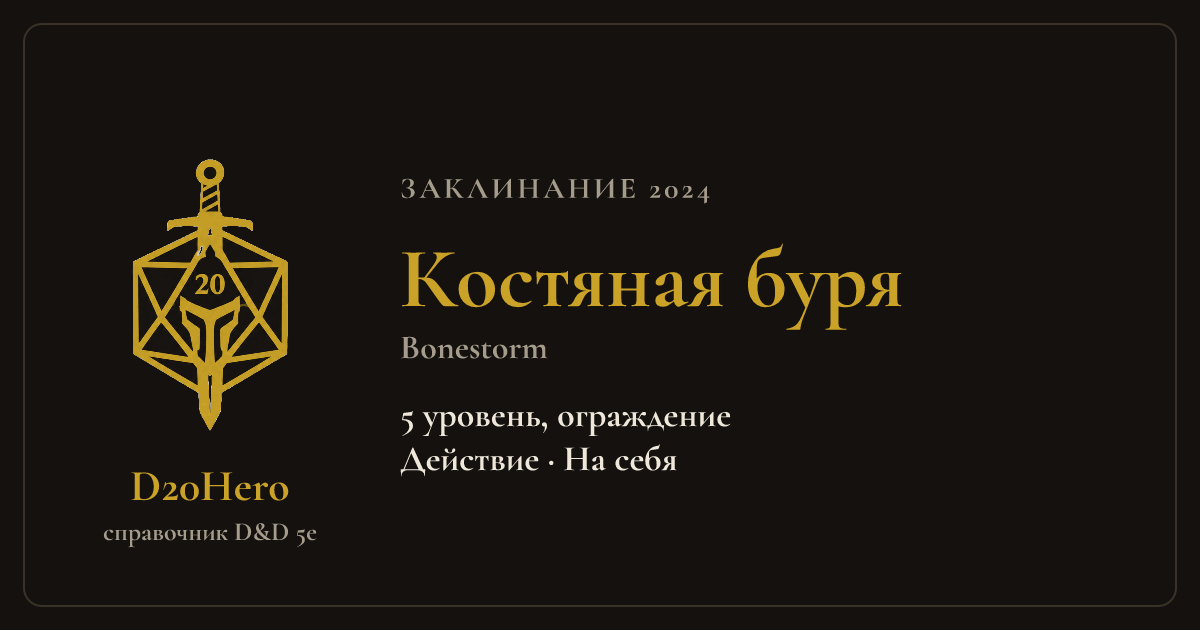 20
D20Hero
справочник D&D 5e
ЗАКЛИНАНИЕ 2024
Костяная буря
Bonestorm
5 уровень, ограждение
Действие · На себя